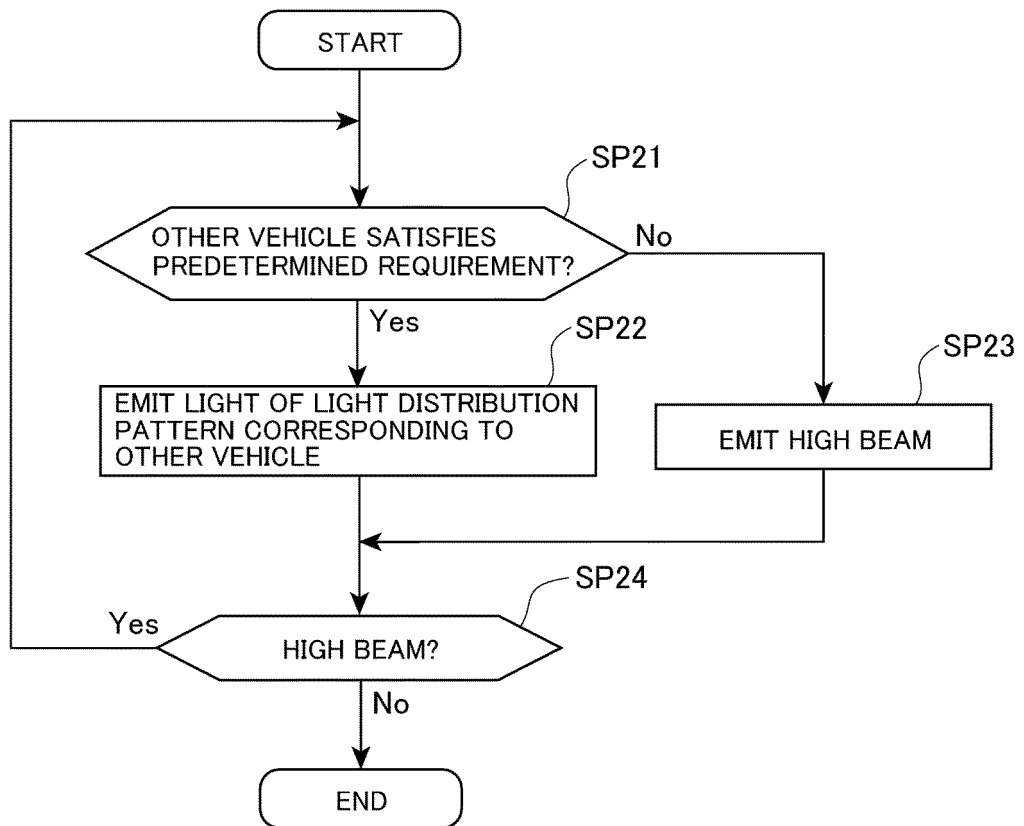 START
SP21
OTHER VEHICLE SATISFIES
PREDETERMINED REQUIREMENT?
No
Yes
SP22
SP23
EMIT LIGHT OF LIGHT DISTRIBUTION
PATTERN CORRESPONDING TO
OTHER VEHICLE
EMIT HIGH BEAM
SP24
Yes
HIGH BEAM?
No
END